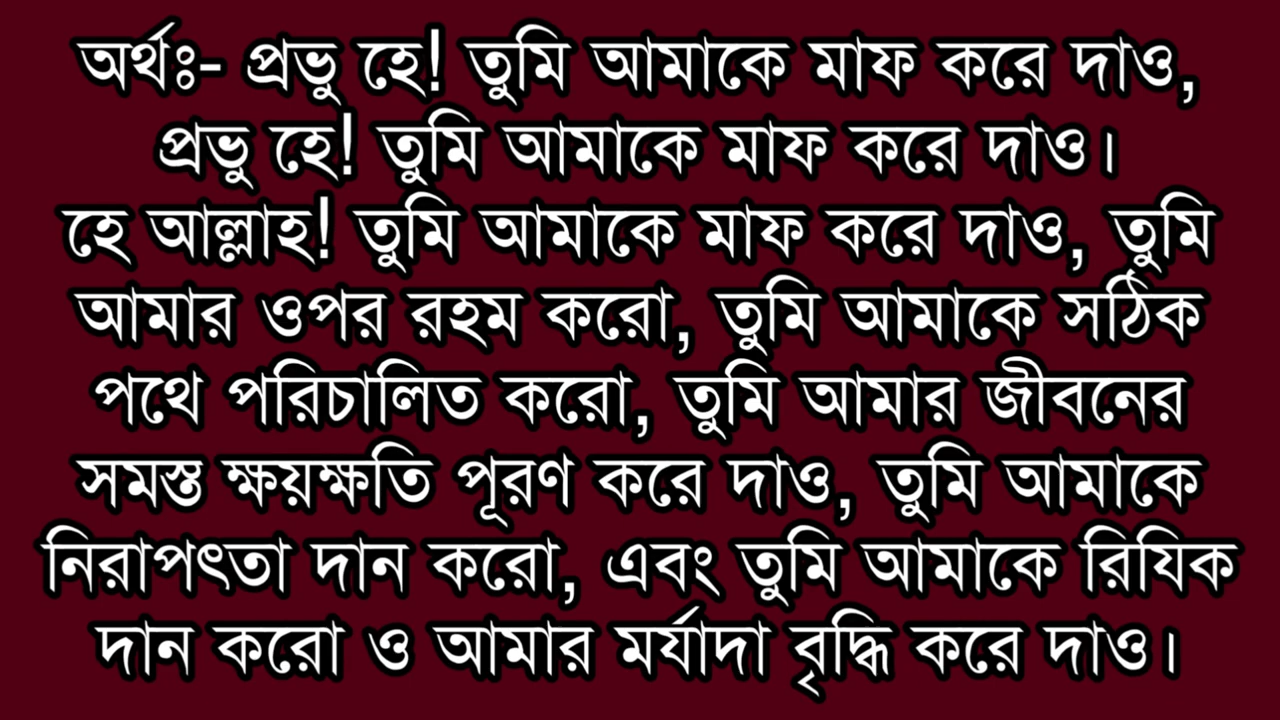 অর্থঃ- প্রভু হে! তুমি আমাকে মাফ করে দাও,
প্রভু হে! তুমি আমাকে মাফ করে দাও।
হে আল্লাহ! তুমি আমাকে মাফ করে দাও, তুমি
আমার ওপর রহম করো, তুমি আমাকে সঠিক
পথে পরিচালিত করো, তুমি আমার জীবনের
সমস্ত ক্ষয়ক্ষতি পূরণ করে দাও, তুমি আমাকে
নিরাপৎতা দান করো, এবং তুমি আমাকে রিযিক
দান করো ও আমার মর্যাদা বৃদ্ধি করে দাও।